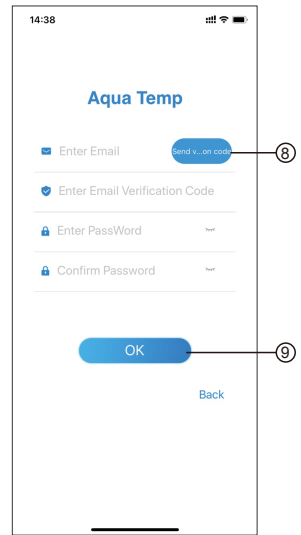 14:38
Aqua Temp
Enter Email
Send v...on code
8
Enter Email Verification Code
Enter PassWord
Confirm Password
OK
9
Back